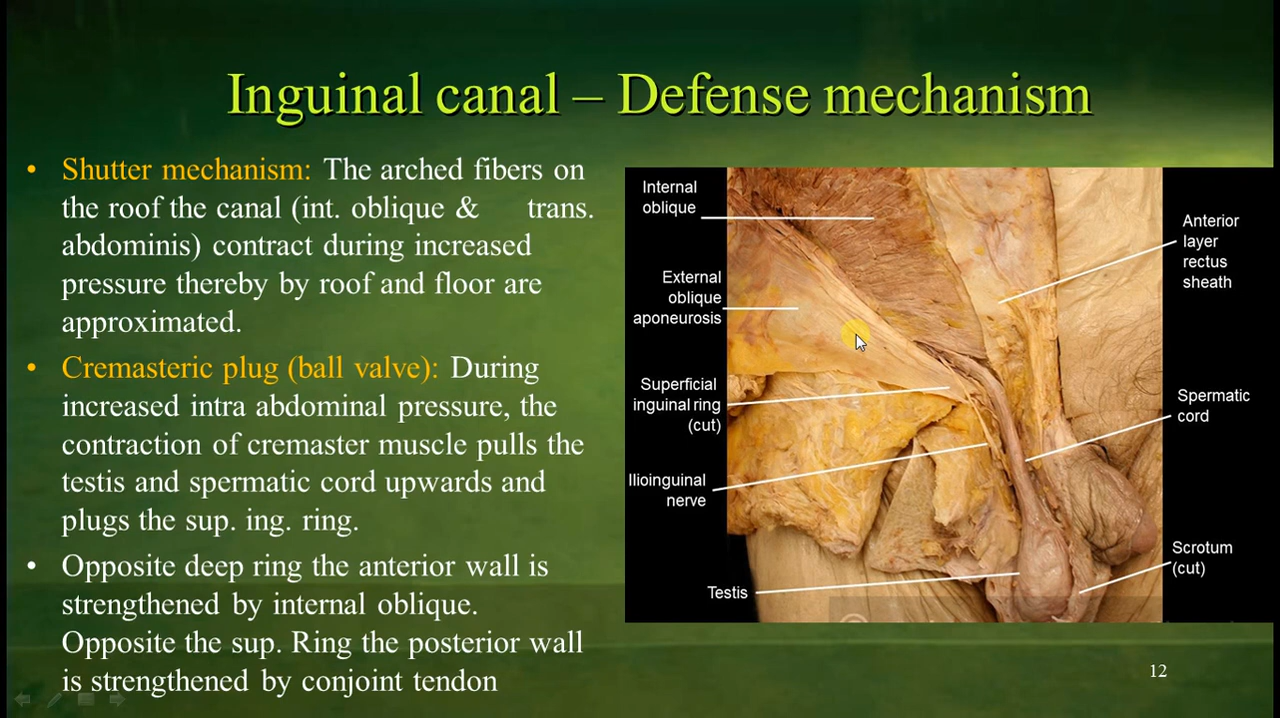 Inguinal canal – Defense mechanism
• Shutter mechanism: The arched fibers on
the roof the canal (int. oblique & trans.
abdominis) contract during increased
pressure thereby by roof and floor are
approximated.
• Cremasteric plug (ball valve): During
increased intra abdominal pressure, the
contraction of cremaster muscle pulls the
testis and spermatic cord upwards and
plugs the sup. ing. ring.
• Opposite deep ring the anterior wall is
strengthened by internal oblique.
Opposite the sup. Ring the posterior wall
is strengthened by conjoint tendon
Internal
oblique
External
oblique
aponeurosis
Superficial
inguinal ring
(cut)
Ilioinguinal
nerve
Testis
Anterior
layer
rectus
sheath
Spermatic
cord
Scrotum
(cut)
12